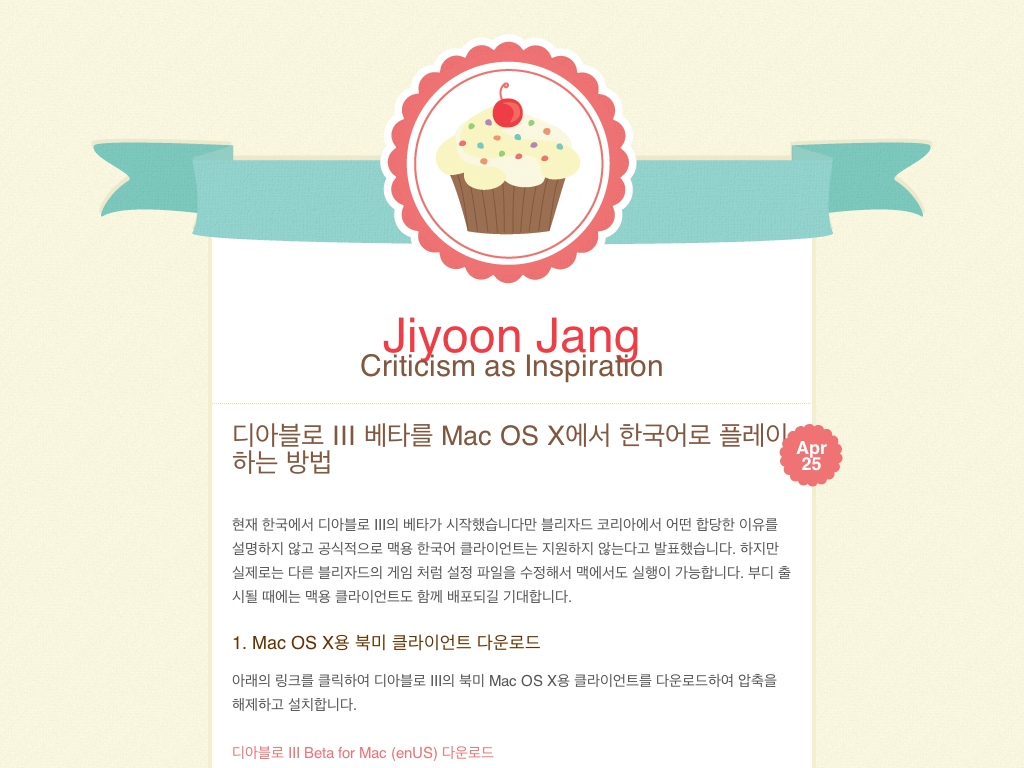 Jiyoon Jang
Criticism as Inspiration
디아블로 III 베타를 Mac OS X에서 한국어로 플레이
하는 방법
Apr
25
현재 한국에서 디아블로 III의 베타가 시작했습니다만 블리자드 코리아에서 어떤 합당한 이유를
설명하지 않고 공식적으로 맥용 한국어 클라이언트는 지원하지 않는다고 발표했습니다. 하지만
실제로는 다른 블리자드의 게임 처럼 설정 파일을 수정해서 맥에서도 실행이 가능합니다. 부디 출
시될 때에는 맥용 클라이언트도 함께 배포되길 기대합니다.
1. Mac OS X용 북미 클라이언트 다운로드
아래의 링크를 클릭하여 디아블로 III의 북미 Mac OS X용 클라이언트를 다운로드하여 압축을
해제하고 설치합니다.
디아블로 III Beta for Mac (enUS) 다운로드